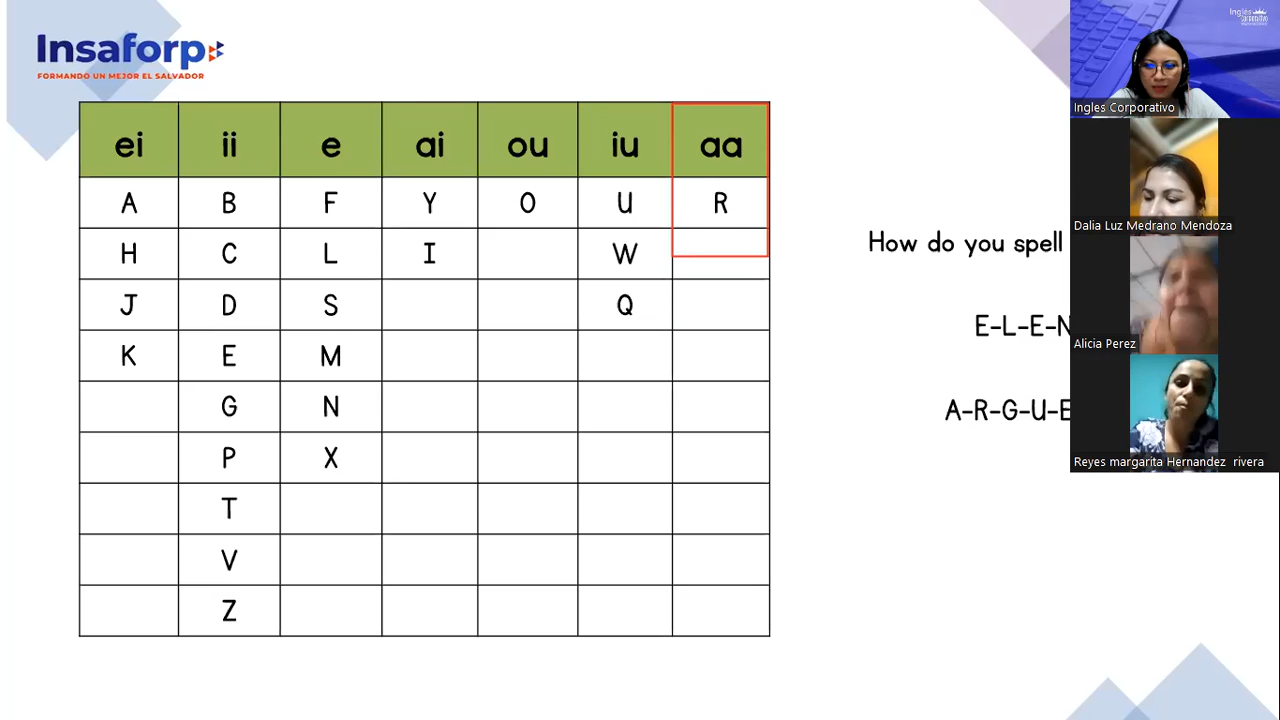 Insaforp
FORMANDO UN MEJOR EL SALVADOR
ei ii e ai ou iu aa
A B F Y O U R
H C L I W
J D S Q
K E M
G N
P X
T
V
Z
How do you spell
E-L-E-N
A-R-G-U-E
Ingles Corporativo
Dalia Luz Medrano Mendoza
Alicia Perez
Reyes margarita Hernandez rivera